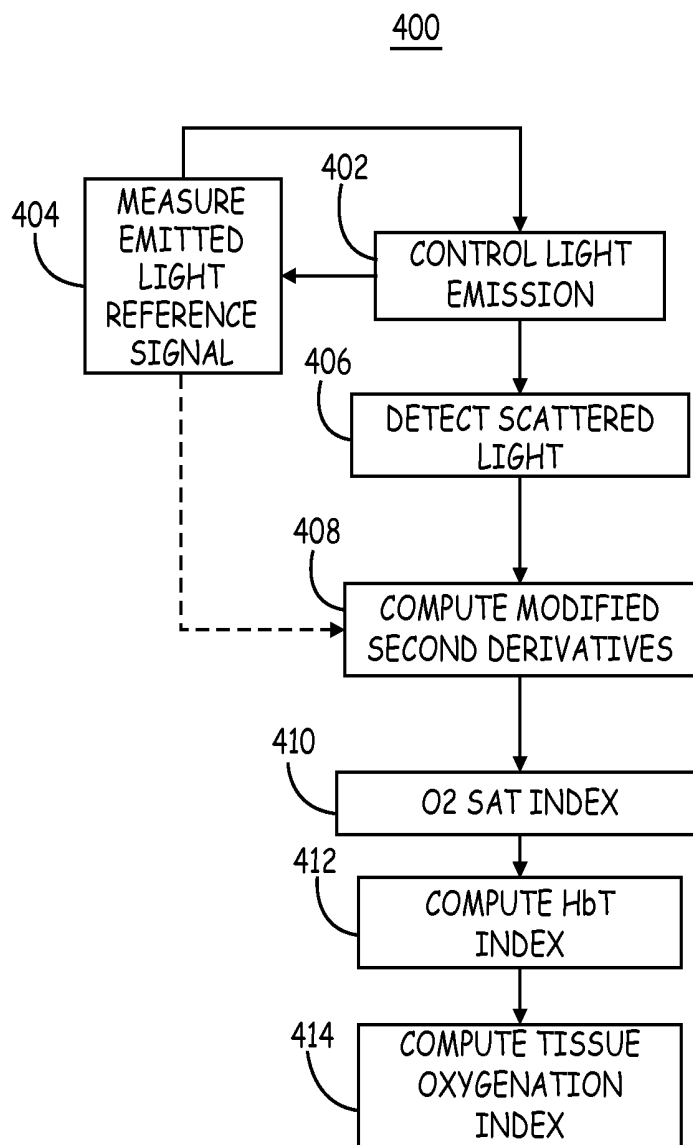 400
402
404
MEASURE
EMITTED
LIGHT
REFERENCE
SIGNAL
CONTROL LIGHT
EMISSION
406
DETECT SCATTERED
LIGHT
408
COMPUTE MODIFIED
SECOND DERIVATIVES
410
O2 SAT INDEX
412
COMPUTE HbT
INDEX
414
COMPUTE TISSUE
OXYGENATION
INDEX